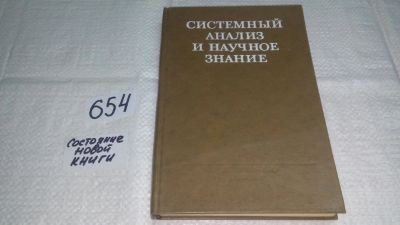 СИСТЕМНЫЙ
АНАЛИЗ
И НАУЧНОЕ
ЗНАНИЕ
654
состояние
новой
книги